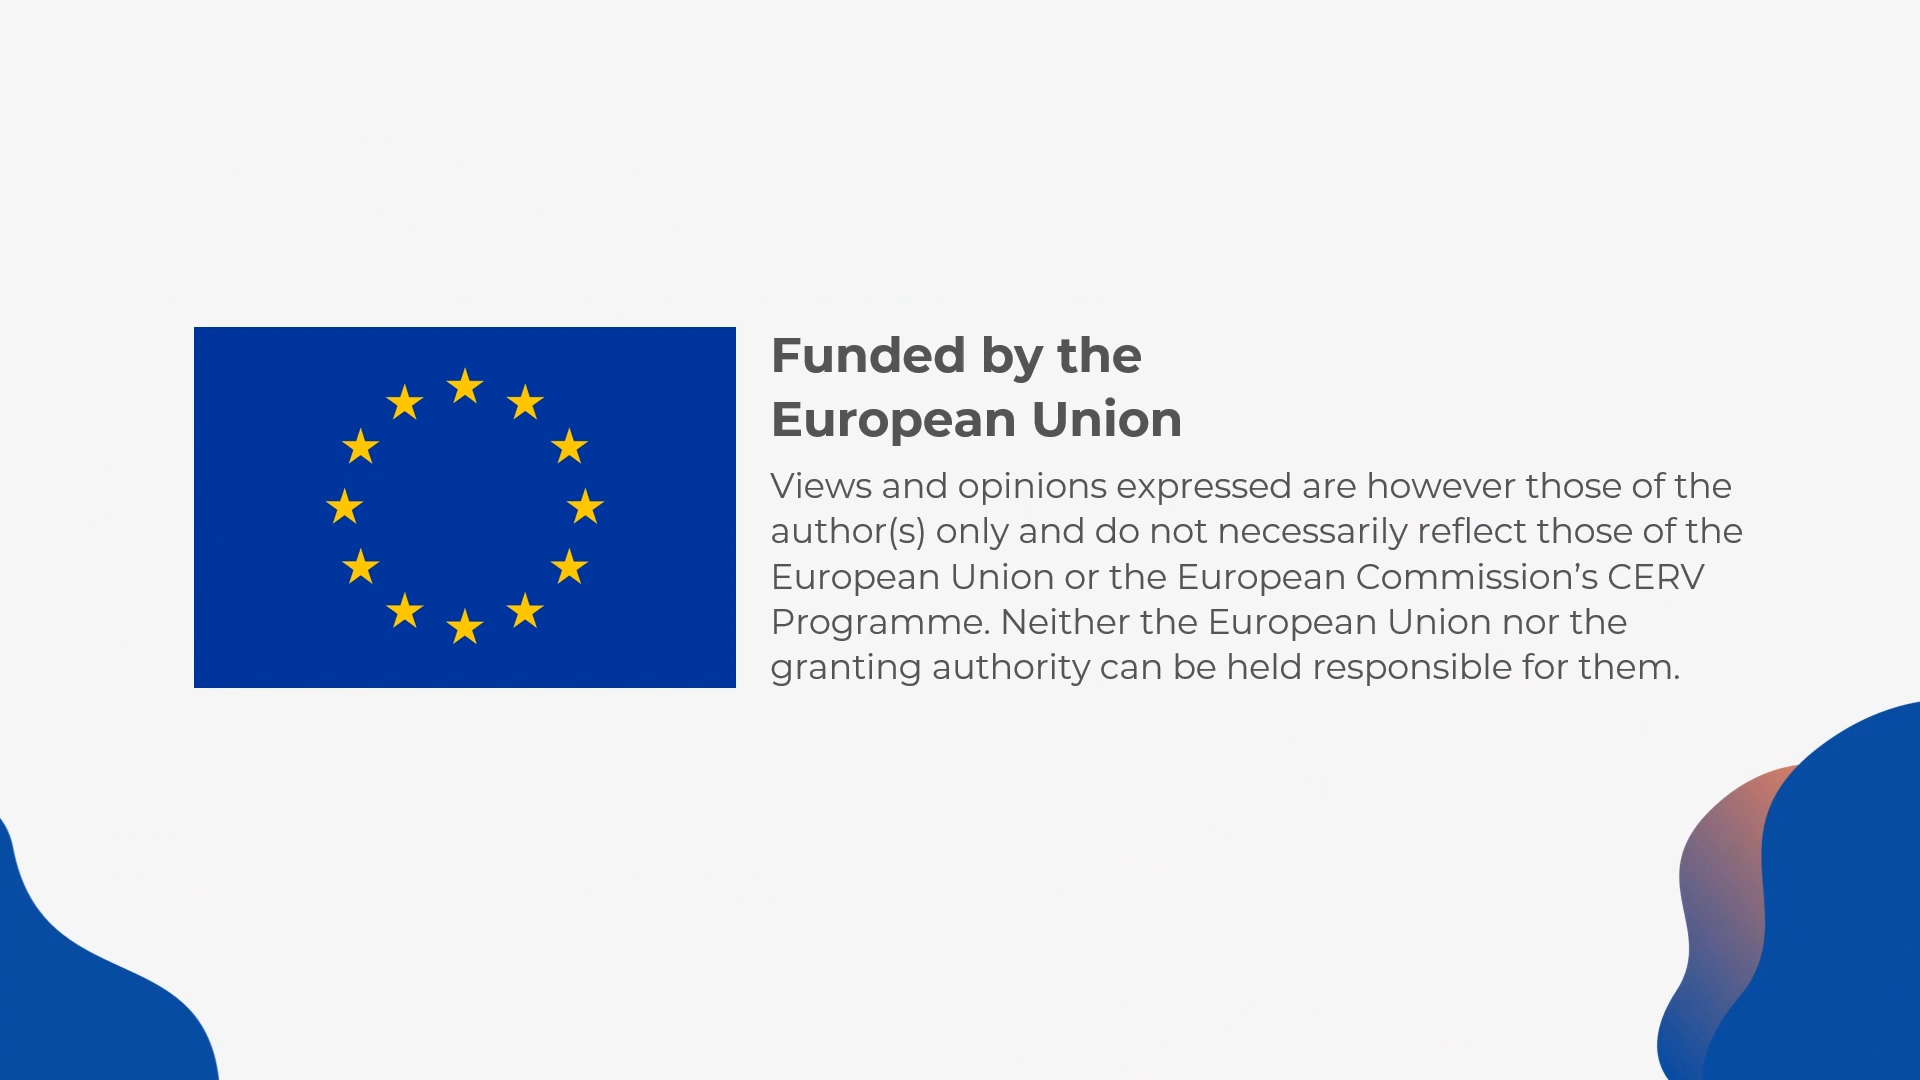 Funded by the
European Union
Views and opinions expressed are however those of the
author(s) only and do not necessarily reflect those of the
European Union or the European Commission’s CERV
Programme. Neither the European Union nor the
granting authority can be held responsible for them.